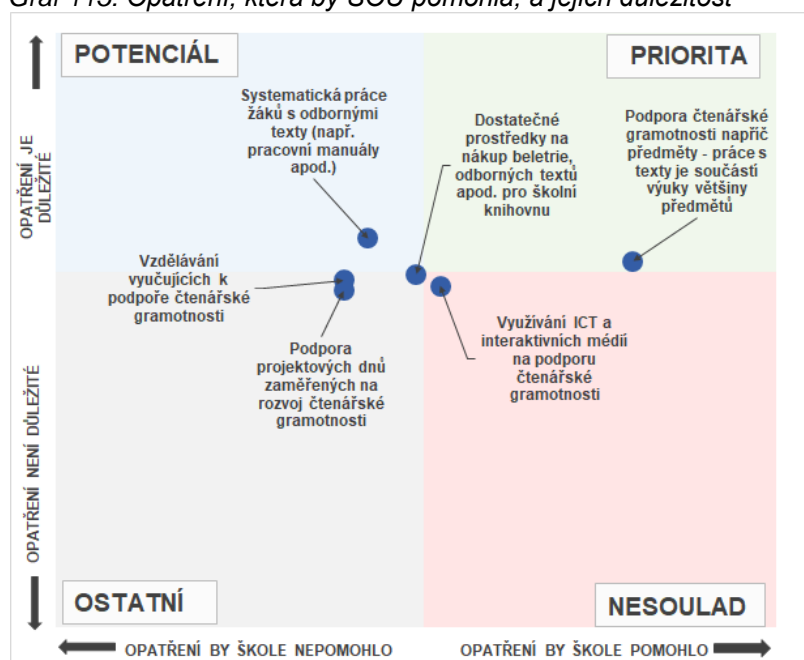 Graf 115: Opatření, která by SOŠ pomohla, a jejich důležitost
POTENCIÁL
PRIORITA
Systematická práce
žáků s odbornými
texty (např.
pracovní manuály
apod.)
Dostatečné
prostředky na
nákup beletrie,
odborných textů
apod. pro školní
knihovnu
Podpora čtenářské
gramotnosti napříč
předměty - práce s
texty je součástí
výuky většiny
předmětů
OPATŘENÍ JE
DŮLEŽITÉ
Vzdělávání
vyučujících k
podpoře čtenářské
gramotnosti
Podpora
projektových dnů
zaměřených na
rozvoj čtenářské
gramotnosti
Využívání ICT a
interaktivních médií
na podporu
čtenářské
gramotnosti
OPATŘENÍ NENÍ DŮLEŽITÉ
OSTATNÍ
NESOULAD
OPATŘENÍ BY ŠKOLE NEPOMOHLO
OPATŘENÍ BY ŠKOLE POMOHLO